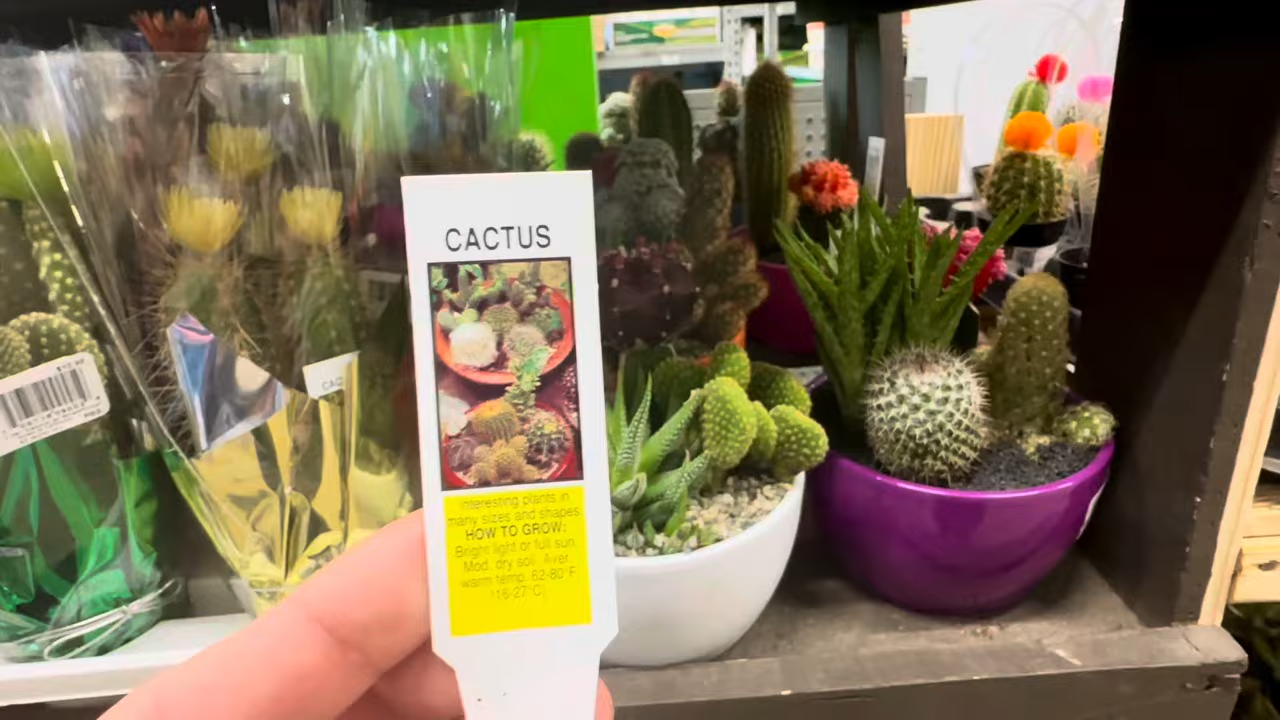 CACTUS
Interesting plants in
many sizes and shapes
HOW TO GROW:
Bright light or full sun.
Mod. dry soil. Aver.
warm temp. 62-80°F
(16-27°C)
CAC